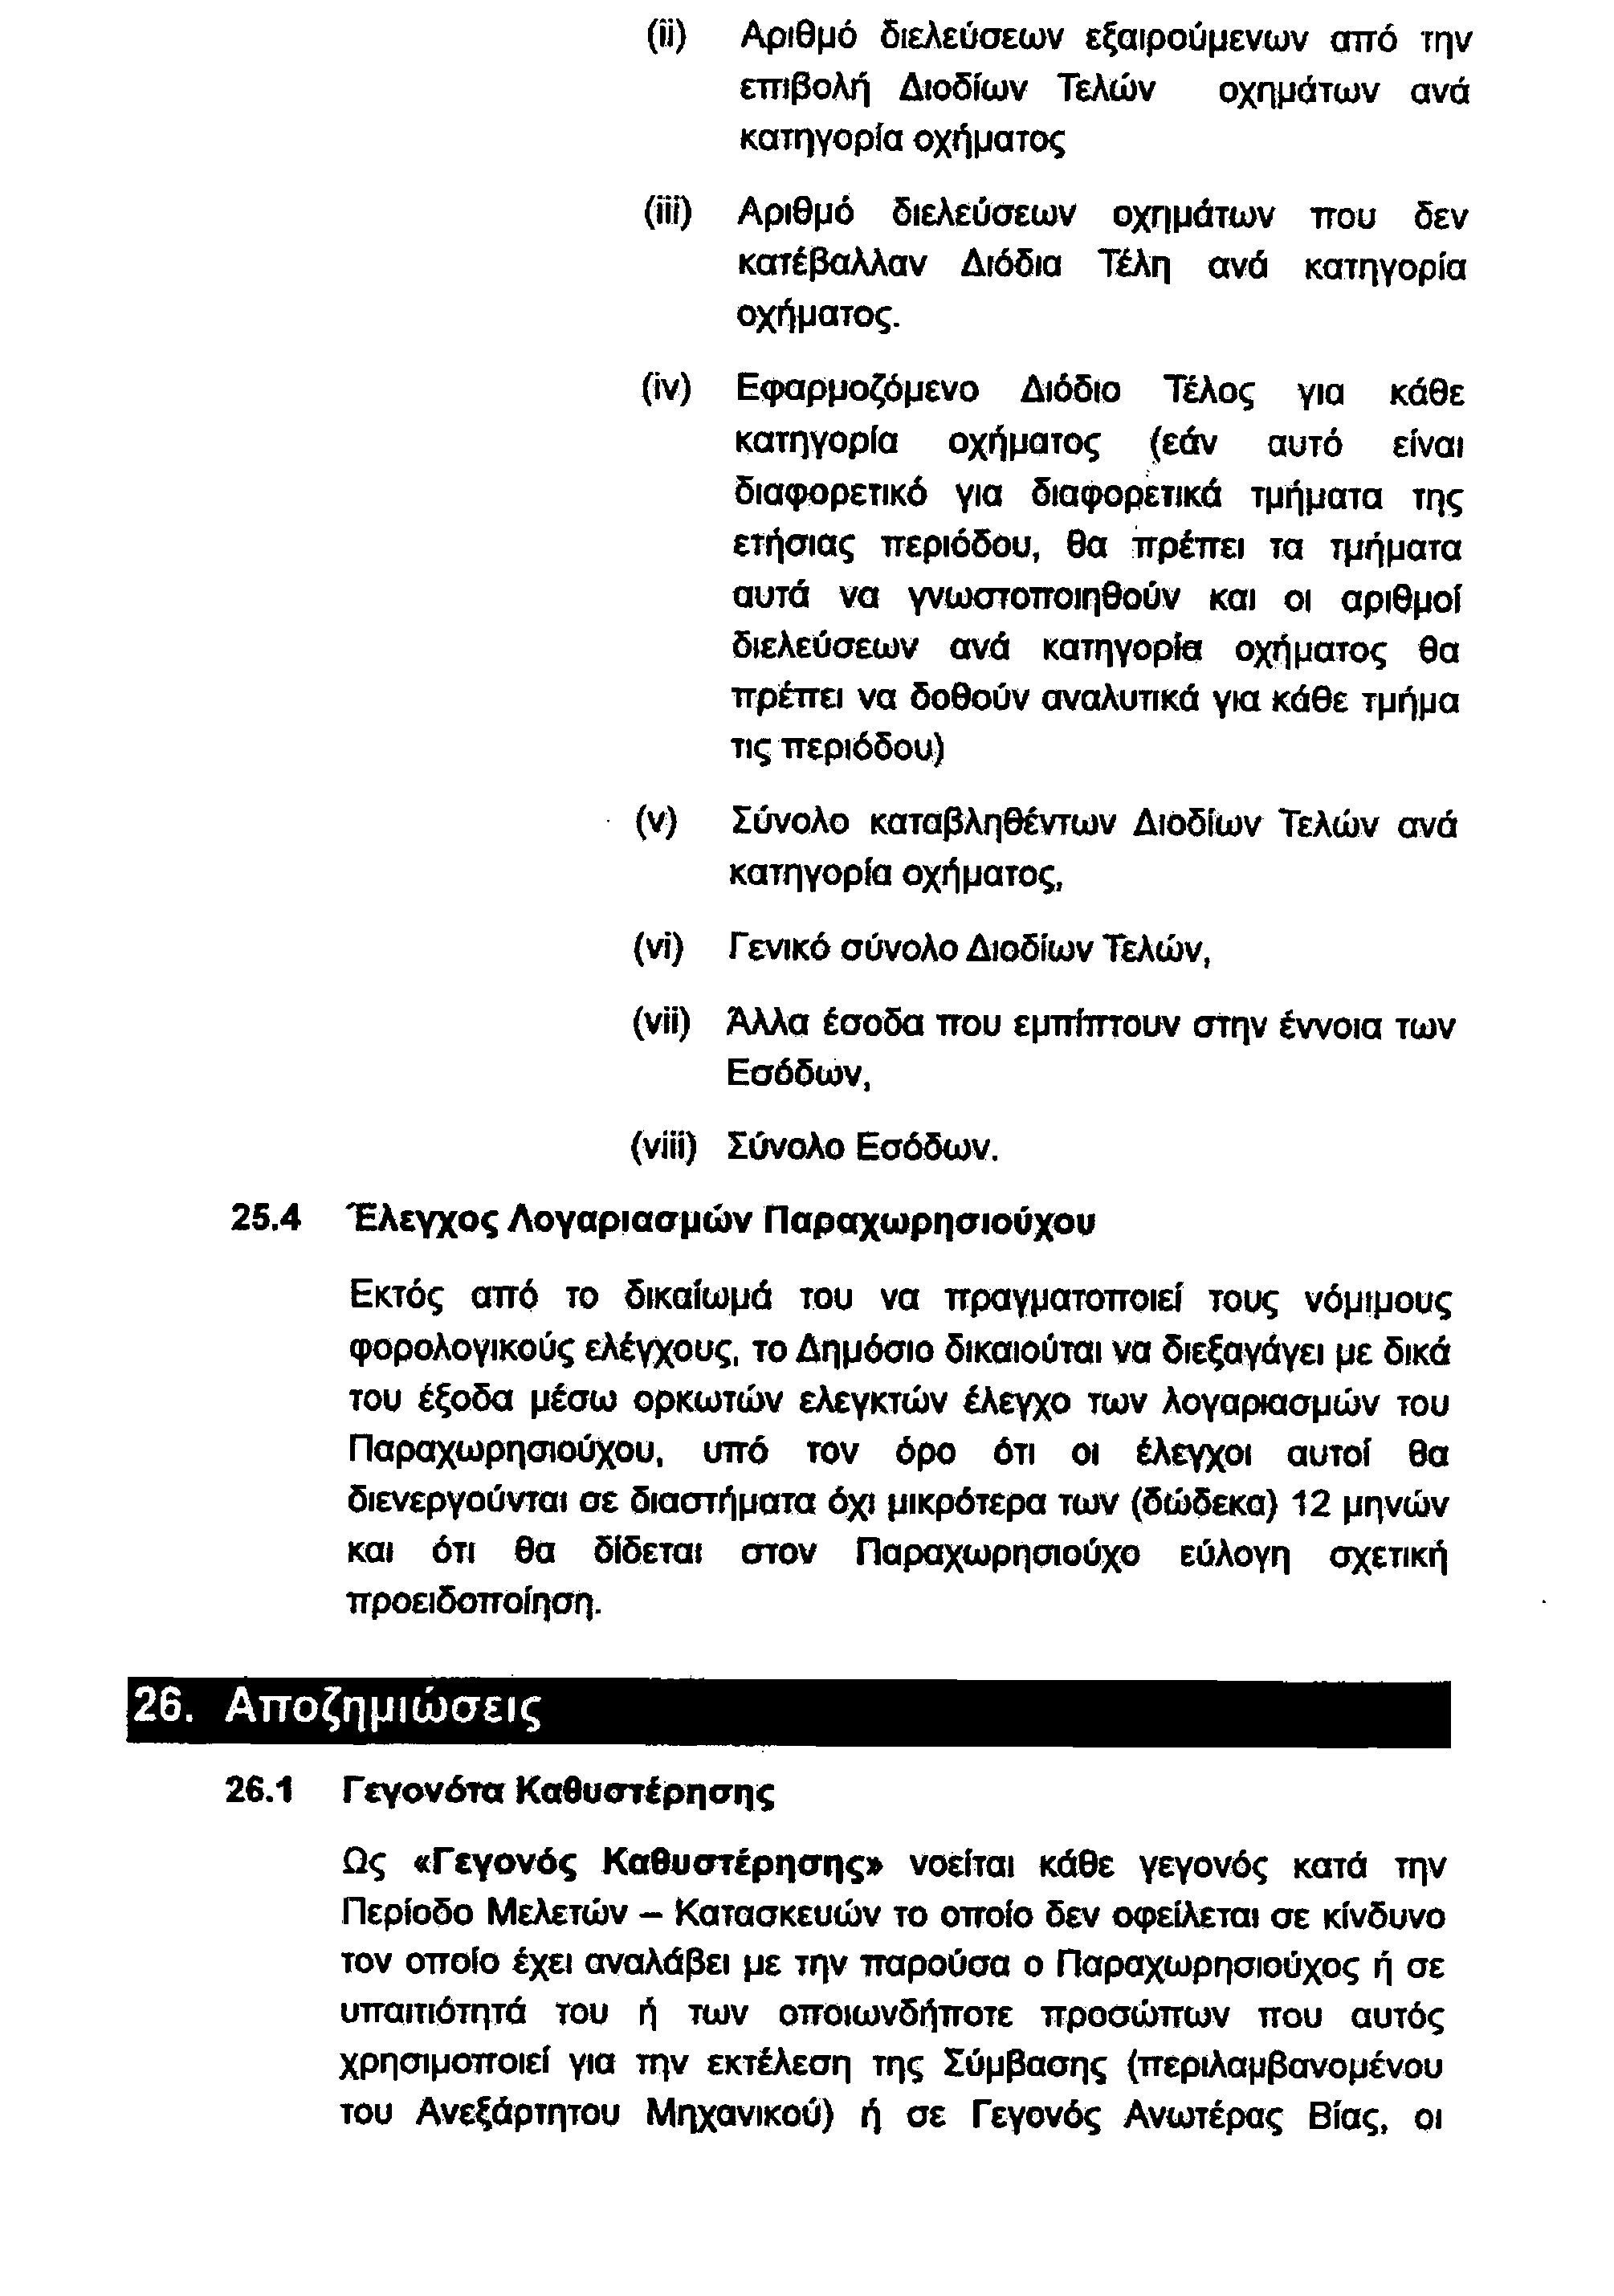 (ii) Αριθμό διελεύσεων εξαιρούμενων από την
επιβολή Διοδίων Τελών οχημάτων ανά
κατηγορία οχήματος
(iii) Αριθμό διελεύσεων οχημάτων που δεν
κατέβαλλαν Διόδια Τέλη ανά κατηγορία
οχήματος.
(iv) Εφαρμοζόμενο Διόδιο Τέλος για κάθε
κατηγορία οχήματος (εάν αυτό είναι
διαφορετικό για διαφορετικά τμήματα της
ετήσιας περιόδου, θα πρέπει τα τμήματα
αυτά να γνωστοποιηθούν και οι αριθμοί
διελεύσεων ανά κατηγορία οχήματος θα
πρέπει να δοθούν αναλυτικά για κάθε τμήμα
τις περιόδου)
(v) Σύνολο καταβληθέντων Διοδίων Τελών ανά
κατηγορία οχήματος,
(vi) Γενικό σύνολο Διοδίων Τελών,
(vii) Άλλα έσοδα που εμπίπτουν στην έννοια των
Εσόδων,
(viii) Σύνολο Εσόδων.
25.4 Έλεγχος Λογαριασμών Παραχωρησιούχου
Εκτός από το δικαίωμά του να πραγματοποιεί τους νόμιμους
φορολογικούς ελέγχους, το Δημόσιο δικαιούται να διεξαγάγει με δικά
του έξοδα μέσω ορκωτών ελεγκτών έλεγχο των λογαριασμών του
Παραχωρησιούχου, υπό τον όρο ότι οι έλεγχοι αυτοί θα
διενεργούνται σε διαστήματα όχι μικρότερα των (δώδεκα) 12 μηνών
και ότι θα δίδεται στον Παραχωρησιούχο εύλογη σχετική
προειδοποίηση.
26. Αποζημιώσεις
26.1 Γεγονότα Καθυστέρησης
Ως «Γεγονός Καθυστέρησης» νοείται κάθε γεγονός κατά την
Περίοδο Μελετών – Κατασκευών το οποίο δεν οφείλεται σε κίνδυνο
τον οποίο έχει αναλάβει με την παρούσα ο Παραχωρησιούχος ή σε
υπαιτιότητά του ή των οποιωνδήποτε προσώπων που αυτός
χρησιμοποιεί για την εκτέλεση της Σύμβασης (περιλαμβανομένου
του Ανεξάρτητου Μηχανικού) ή σε Γεγονός Ανωτέρας Βίας, οι